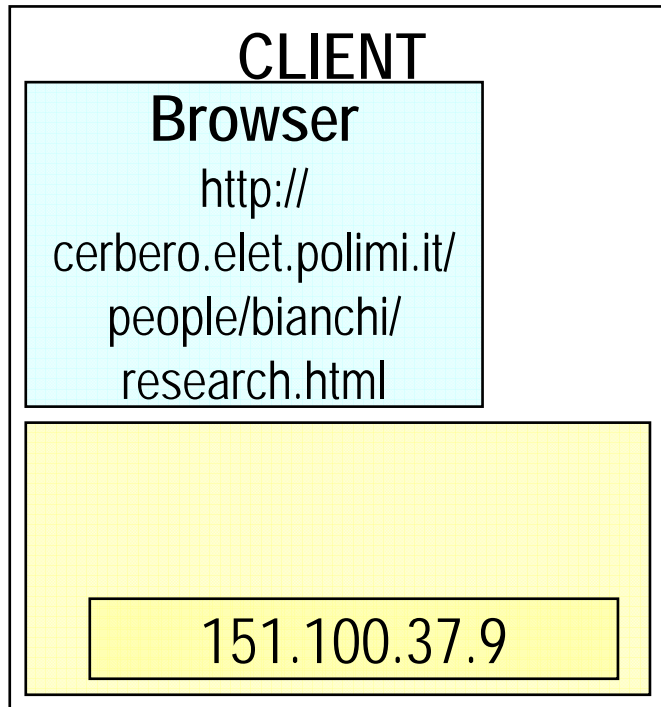 CLIENT
Browser
http://
cerbero.elet.polimi.it/
people/bianchi/
research.html
151.100.37.9